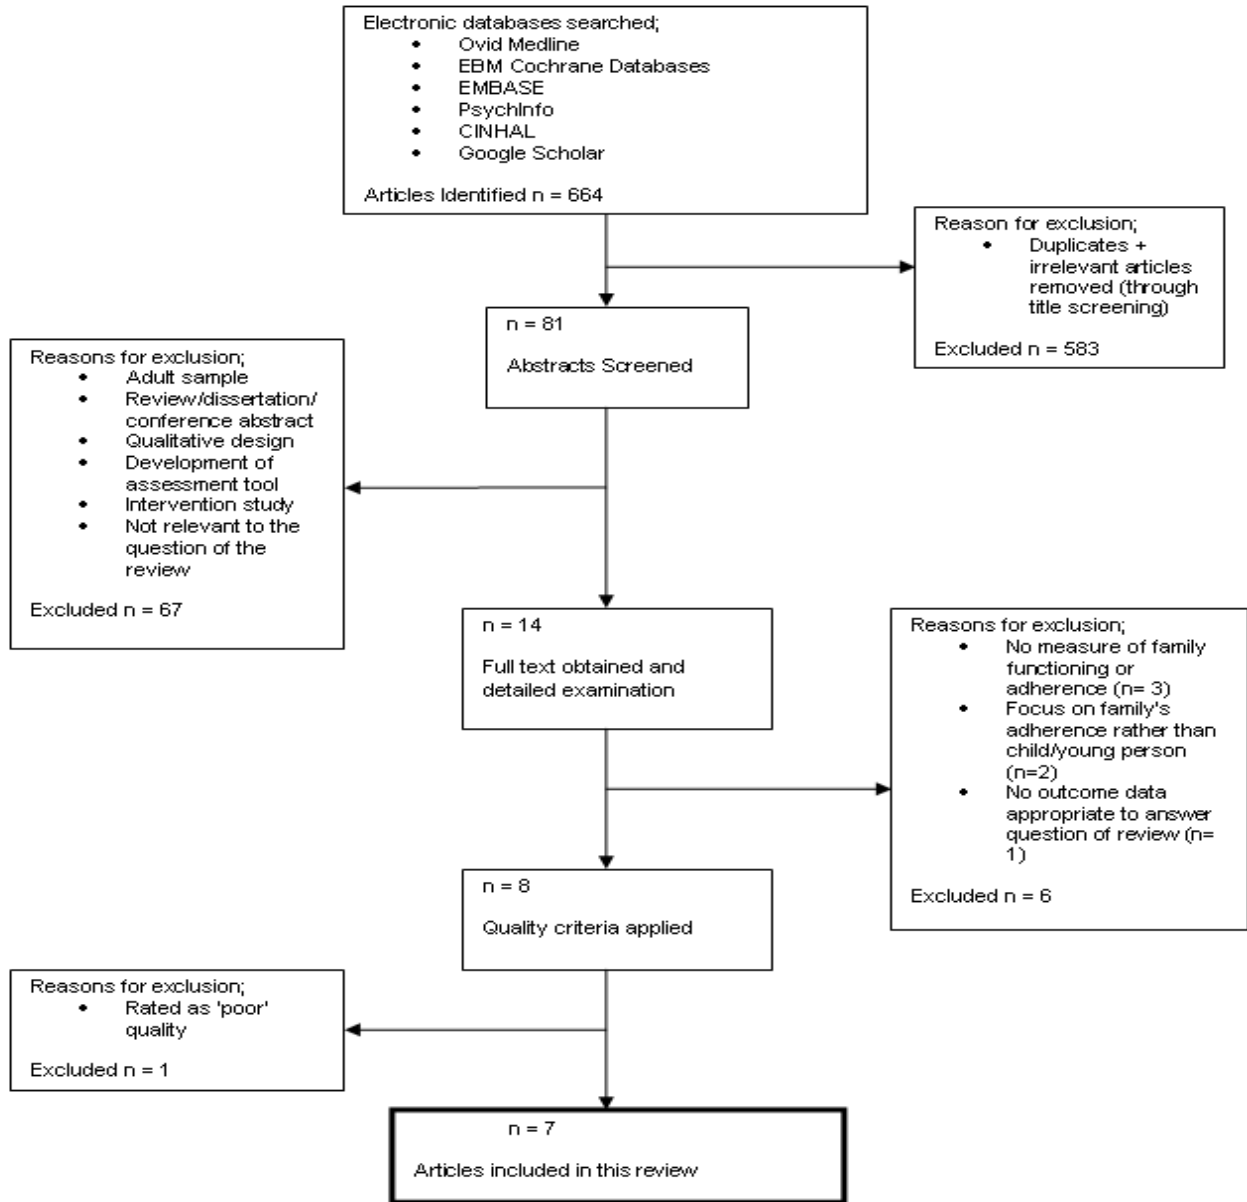 Electronic databases searched;
• Ovid Medline
• EBM Cochrane Databases
• EMBASE
• PsychInfo
• CINHAL
• Google Scholar
Articles Identified n = 664
Reason for exclusion;
• Duplicates +
irrelevant articles
removed (through
title screening)
Excluded n = 583
n = 81
Abstracts Screened
Reasons for exclusion;
• Adult sample
• Review/dissertation/
conference abstract
• Qualitative design
• Development of
assessment tool
• Intervention study
• Not relevant to the
question of the
review
Excluded n = 67
n = 14
Full text obtained and
detailed examination
Reasons for exclusion;
• No measure of family
functioning or
adherence (n= 3)
• Focus on family's
adherence rather than
child/young person
(n=2)
• No outcome data
appropriate to answer
question of review (n=
1)
Excluded n = 6
n = 8
Quality criteria applied
Reasons for exclusion;
• Rated as 'poor'
quality
Excluded n = 1
n = 7
Articles included in this review